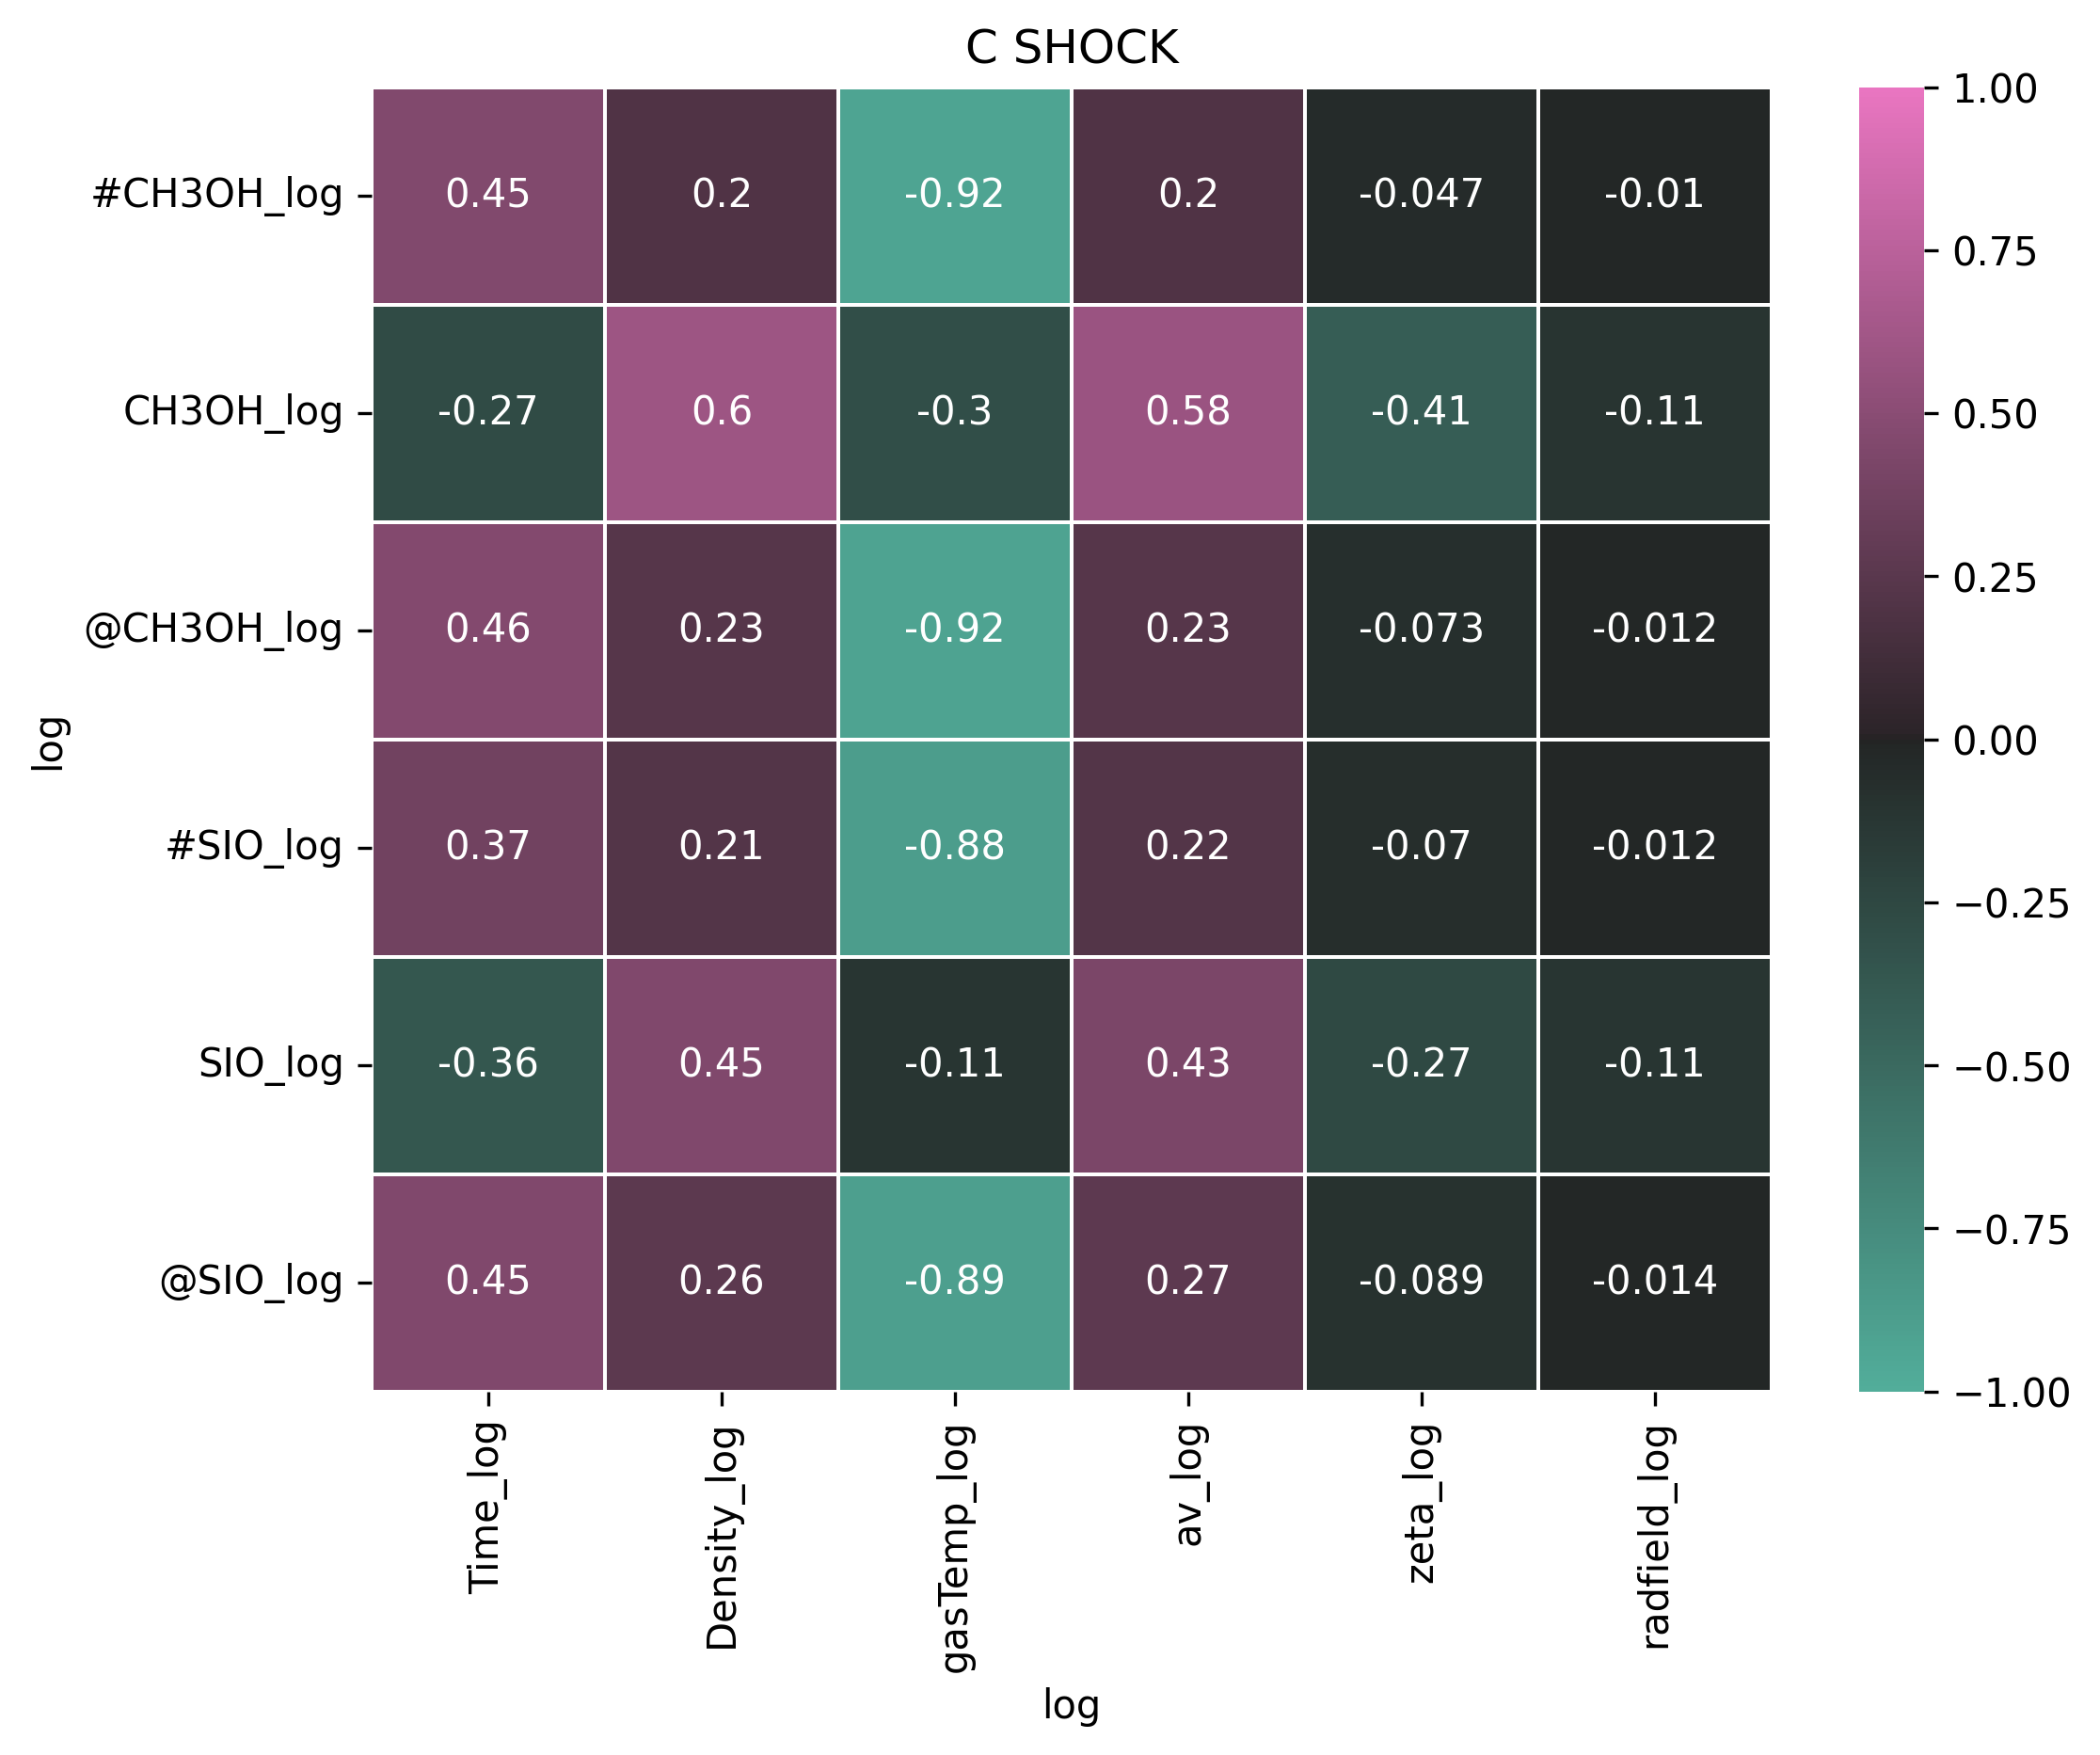 C SHOCK
#CH3OH_log 0.45 0.2 -0.92 0.2 -0.047 -0.01
CH3OH_log -0.27 0.6 -0.3 0.58 -0.41 -0.11
@CH3OH_log 0.46 0.23 -0.92 0.23 -0.073 -0.012
#SIO_log 0.37 0.21 -0.88 0.22 -0.07 -0.012
SIO_log -0.36 0.45 -0.11 0.43 -0.27 -0.11
@SIO_log 0.45 0.26 -0.89 0.27 -0.089 -0.014
log
Time_log Density_log gasTemp_log av_log zeta_log radfield_log
log
1.00
0.75
0.50
0.25
0.00
−0.25
−0.50
−0.75
−1.00